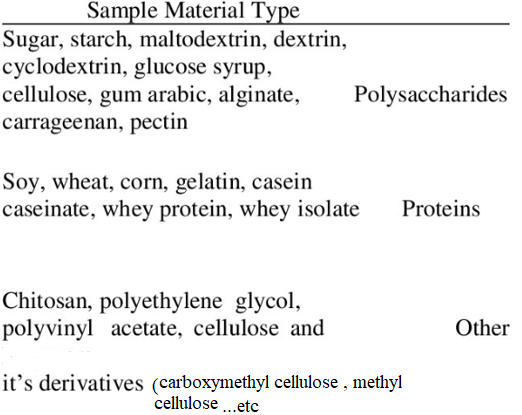 Sample Material Type
Sugar, starch, maltodextrin, dextrin,
cyclodextrin, glucose syrup,
cellulose, gum arabic, alginate, Polysaccharides
carrageenan, pectin
Soy, wheat, corn, gelatin, casein
caseinate, whey protein, whey isolate Proteins
Chitosan, polyethylene glycol,
polyvinyl acetate, cellulose and Other
it's derivatives (carboxymethyl cellulose , methyl
cellulose ...etc